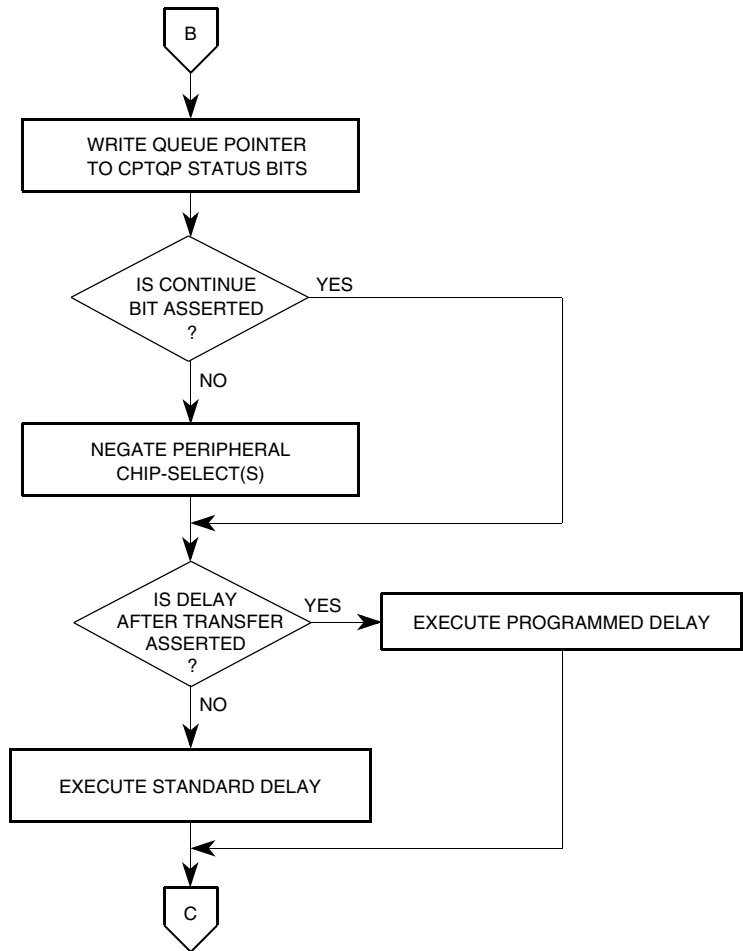 B
WRITE QUEUE POINTER
TO CPTQP STATUS BITS
IS CONTINUE
BIT ASSERTED
?
YES
NO
NEGATE PERIPHERAL
CHIP-SELECT(S)
IS DELAY
AFTER TRANSFER
ASSERTED
?
YES
EXECUTE PROGRAMMED DELAY
NO
EXECUTE STANDARD DELAY
C